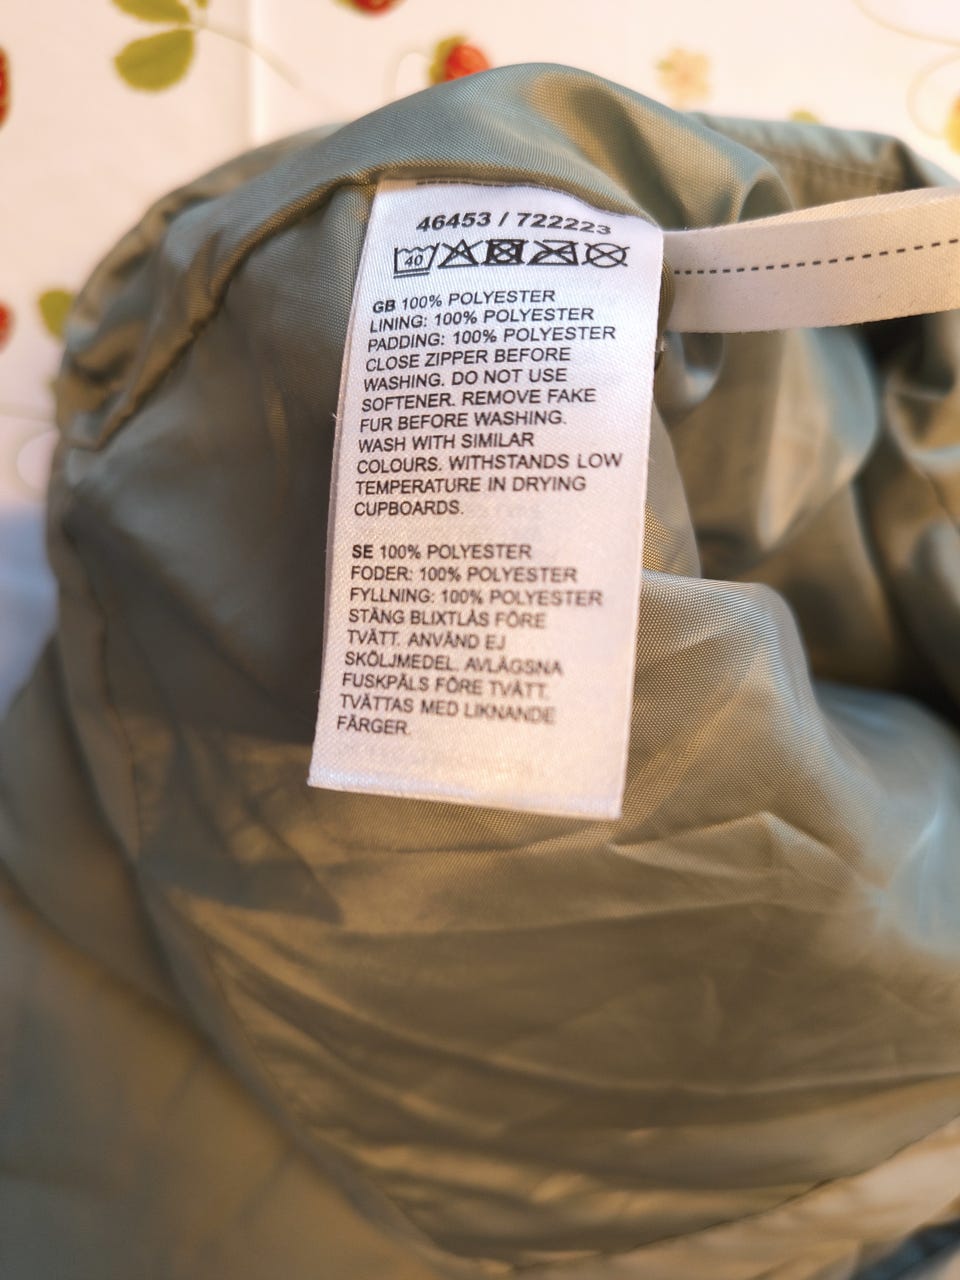 46453 / 722223
40
GB 100% POLYESTER
LINING: 100% POLYESTER
PADDING: 100% POLYESTER
CLOSE ZIPPER BEFORE
WASHING. DO NOT USE
SOFTENER. REMOVE FAKE
FUR BEFORE WASHING.
WASH WITH SIMILAR
COLOURS. WITHSTANDS LOW
TEMPERATURE IN DRYING
CUPBOARDS.
SE 100% POLYESTER
FODER: 100% POLYESTER
FYLLNING: 100% POLYESTER
STÄNG BLIXTLÅS FÖRE
TVÄTT. ANVÄND EJ
SKÖLJMEDEL. AVLÄGSNA
FUSKPÄLS FÖRE TVÄTT.
TVÄTTAS MED LIKNANDE
FÄRGER.